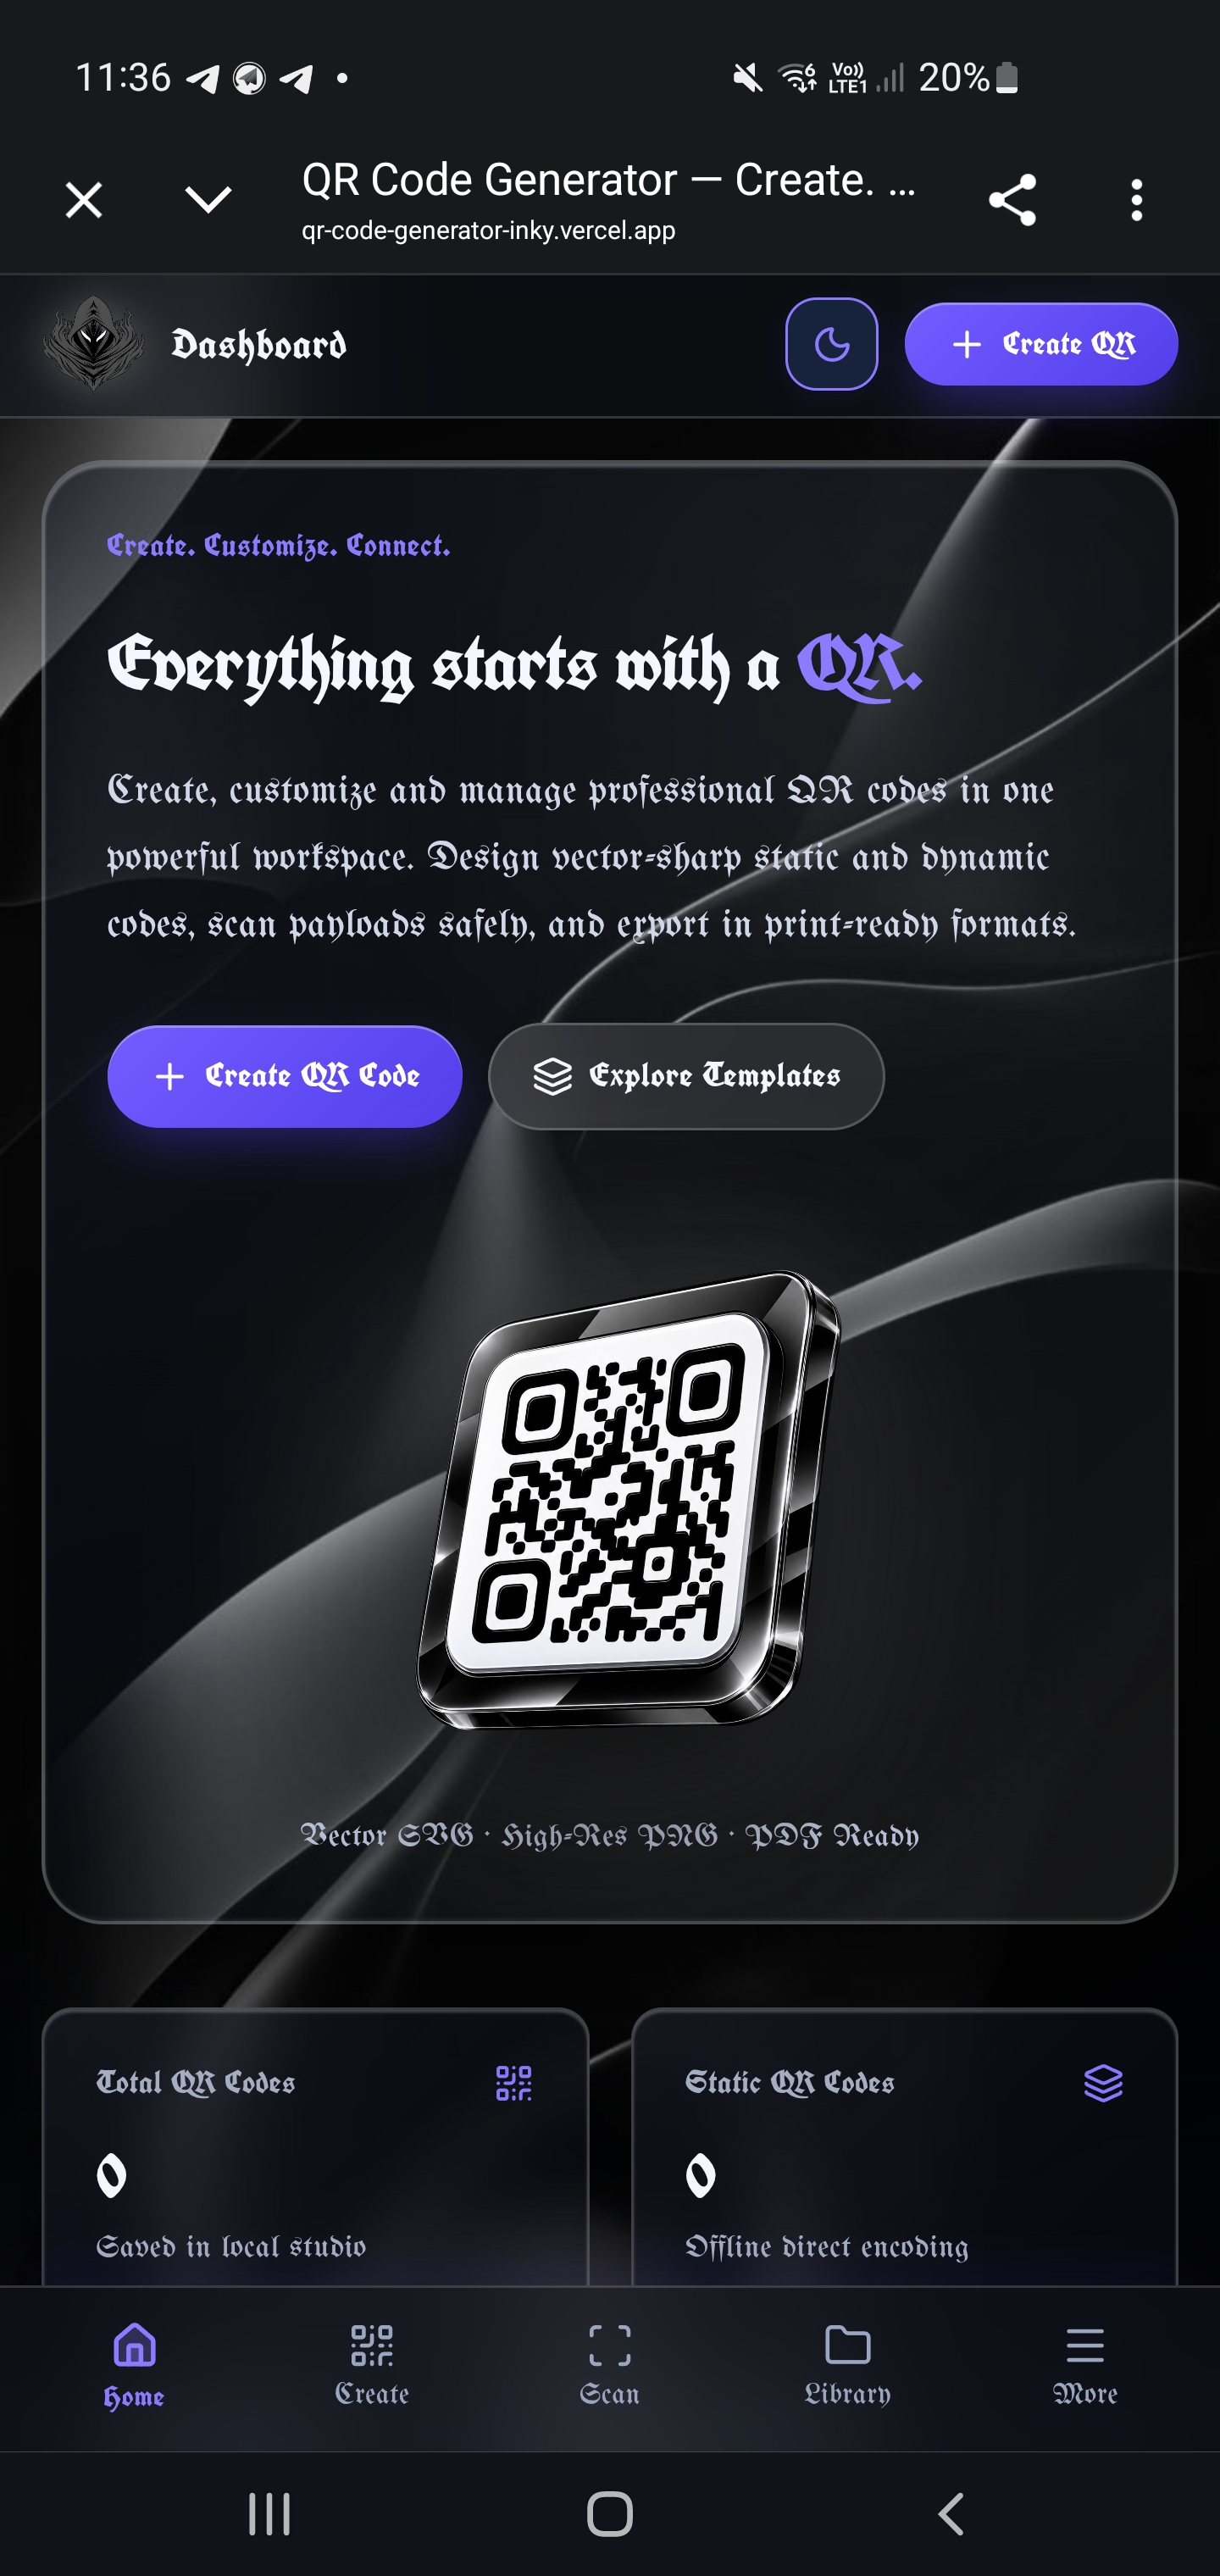 11:36
Vo))
LTE1
6
20%
QR Code Generator — Create. ...
qr-code-generator-inky.vercel.app
Dashboard
Create QR
Create. Customize. Connect.
Everything starts with a QR.
Create, customize and manage professional QR codes in one
powerful workspace. Design vector-sharp static and dynamic
codes, scan payloads safely, and export in print-ready formats.
Create QR Code
Explore Templates
Vector SVG · High-Res PNG · PDF Ready
Total QR Codes
Static QR Codes
0
0
Saved in local studio
Offline direct encoding
Home
Create
Scan
Library
More